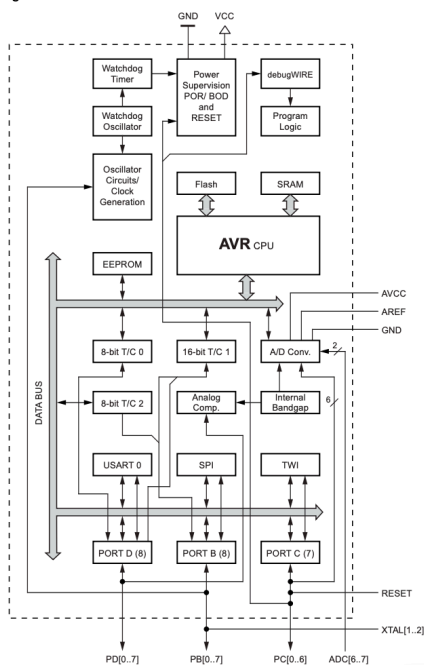 GND VCC
Watchdog
Timer
Power
Supervision
POR/ BOD
and
RESET
debugWIRE
Watchdog
Oscillator
Program
Logic
Oscillator
Circuits/
Clock
Generation
Flash
SRAM
AVR CPU
EEPROM
AVCC
AREF
GND
8-bit T/C 0
16-bit T/C 1
A/D Conv.
2
DATA BUS
8-bit T/C 2
Analog
Comp.
Internal
Bandgap
6
USART 0
SPI
TWI
PORT D (8)
PORT B (8)
PORT C (7)
RESET
XTAL[1..2]
PD[0..7]
PB[0..7]
PC[0..6]
ADC[6..7]